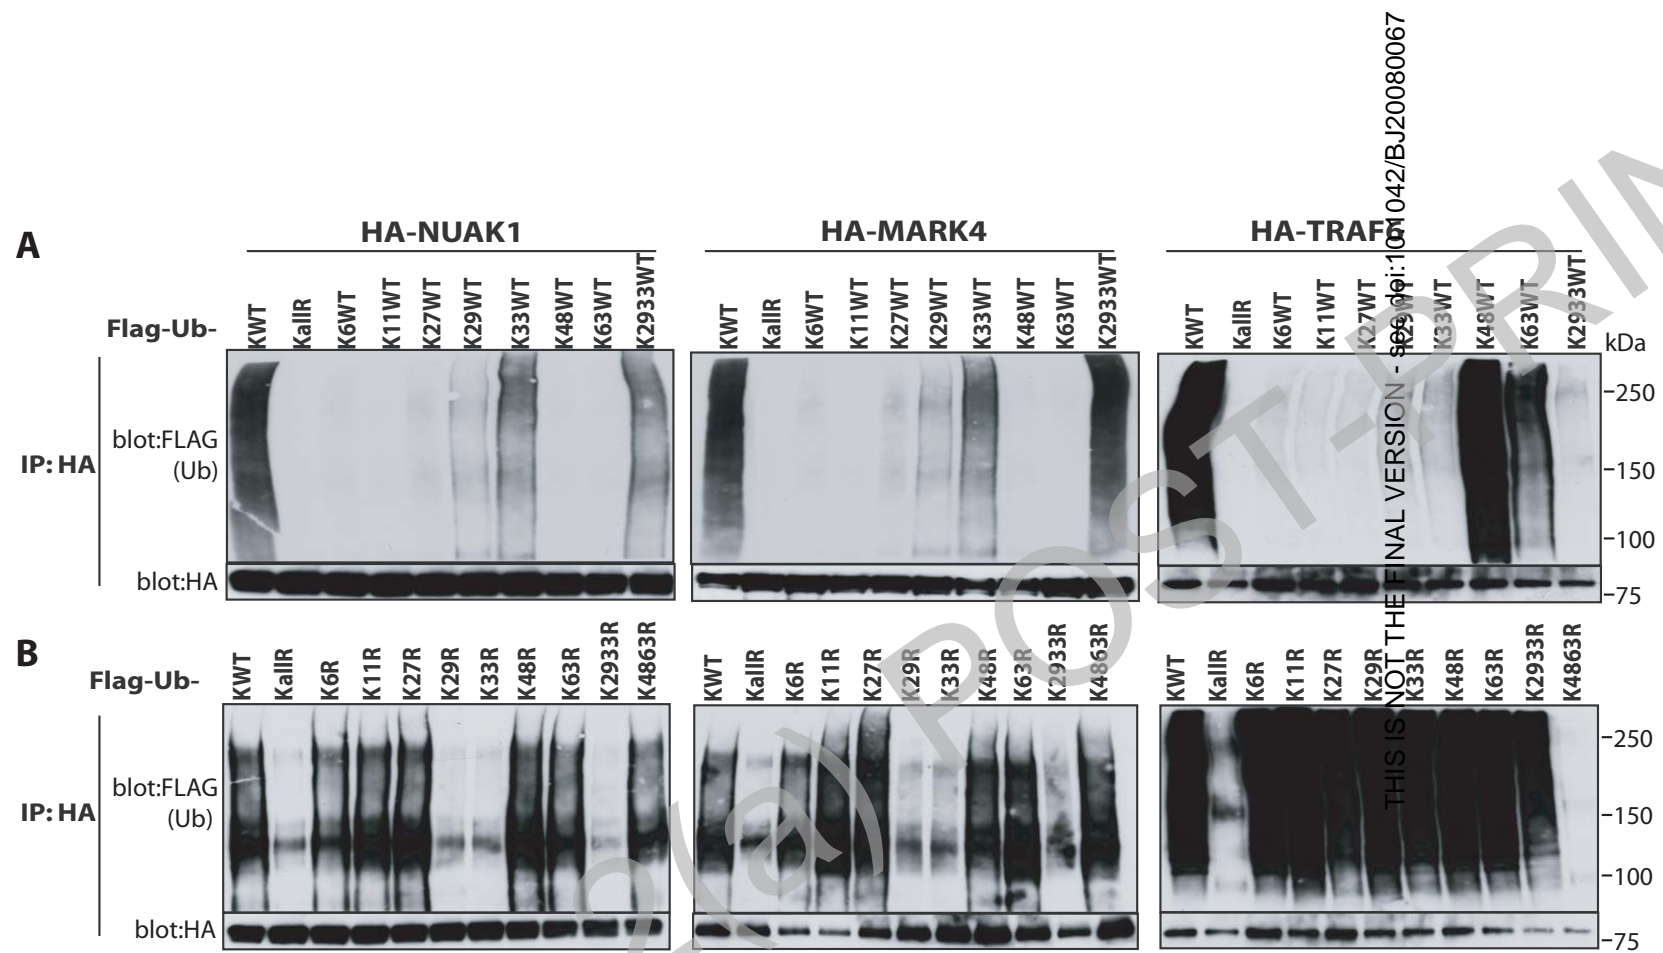 A
HA-NUAK1
HA-MARK4
HA-TRAF6
Flag-Ub-
KWT KallR K6WT K11WT K27WT K29WT K33WT K48WT K63WT K2933WT
KWT KallR K6WT K11WT K27WT K29WT K33WT K48WT K63WT K2933WT
KWT KallR K6WT K11WT K27WT K29WT K33WT K48WT K63WT K2933WT
kDa
IP: HA
blot:FLAG
(Ub)
250
150
100
blot:HA
75
B
Flag-Ub-
KWT KallR K6R K11R K27R K29R K33R K48R K63R K2933R K4863R
KWT KallR K6R K11R K27R K29R K33R K48R K63R K2933R K4863R
KWT KallR K6R K11R K27R K29R K33R K48R K63R K2933R K4863R
IP: HA
blot:FLAG
(Ub)
250
150
100
blot:HA
75
THIS IS NOT THE FINAL VERSION - see doi:10.1042/BJ20080067
2(a) POST-PRIN